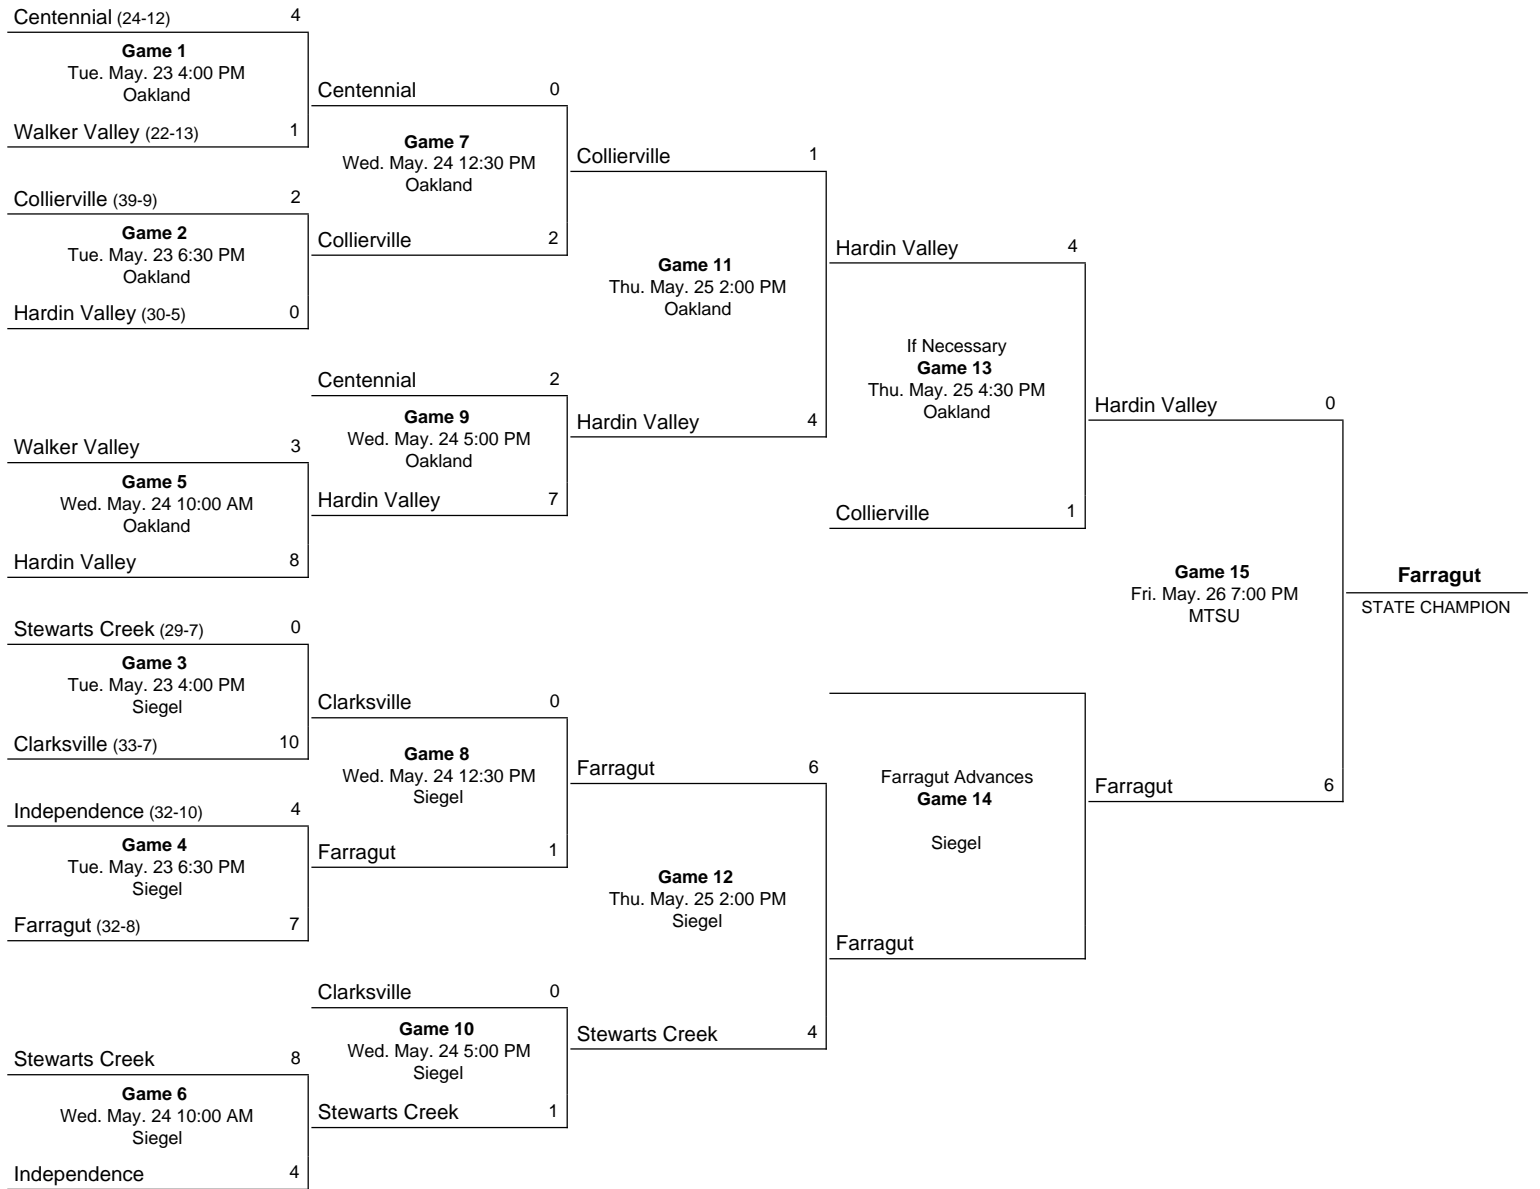 Centennial (24-12) 4
Game 1
Tue. May. 23 4:00 PM
Oakland
Walker Valley (22-13) 1
Collierville (39-9) 2
Game 2
Tue. May. 23 6:30 PM
Oakland
Hardin Valley (30-5) 0
Walker Valley 3
Game 5
Wed. May. 24 10:00 AM
Oakland
Hardin Valley 8
Stewarts Creek (29-7) 0
Game 3
Tue. May. 23 4:00 PM
Siegel
Clarksville (33-7) 10
Independence (32-10) 4
Game 4
Tue. May. 23 6:30 PM
Siegel
Farragut (32-8) 7
Stewarts Creek 8
Game 6
Wed. May. 24 10:00 AM
Siegel
Independence 4
Centennial 0
Game 7
Wed. May. 24 12:30 PM
Oakland
Collierville 2
Centennial 2
Game 9
Wed. May. 24 5:00 PM
Oakland
Hardin Valley 7
Clarksville 0
Game 8
Wed. May. 24 12:30 PM
Siegel
Farragut 1
Clarksville 0
Game 10
Wed. May. 24 5:00 PM
Siegel
Stewarts Creek 1
Collierville 1
Game 11
Thu. May. 25 2:00 PM
Oakland
Hardin Valley 4
Farragut 6
Game 12
Thu. May. 25 2:00 PM
Siegel
Stewarts Creek 4
Hardin Valley 4
If Necessary
Game 13
Thu. May. 25 4:30 PM
Oakland
Collierville 1
Farragut Advances
Game 14
Siegel
Farragut
Hardin Valley 0
Game 15
Fri. May. 26 7:00 PM
MTSU
Farragut 6
Farragut
STATE CHAMPION